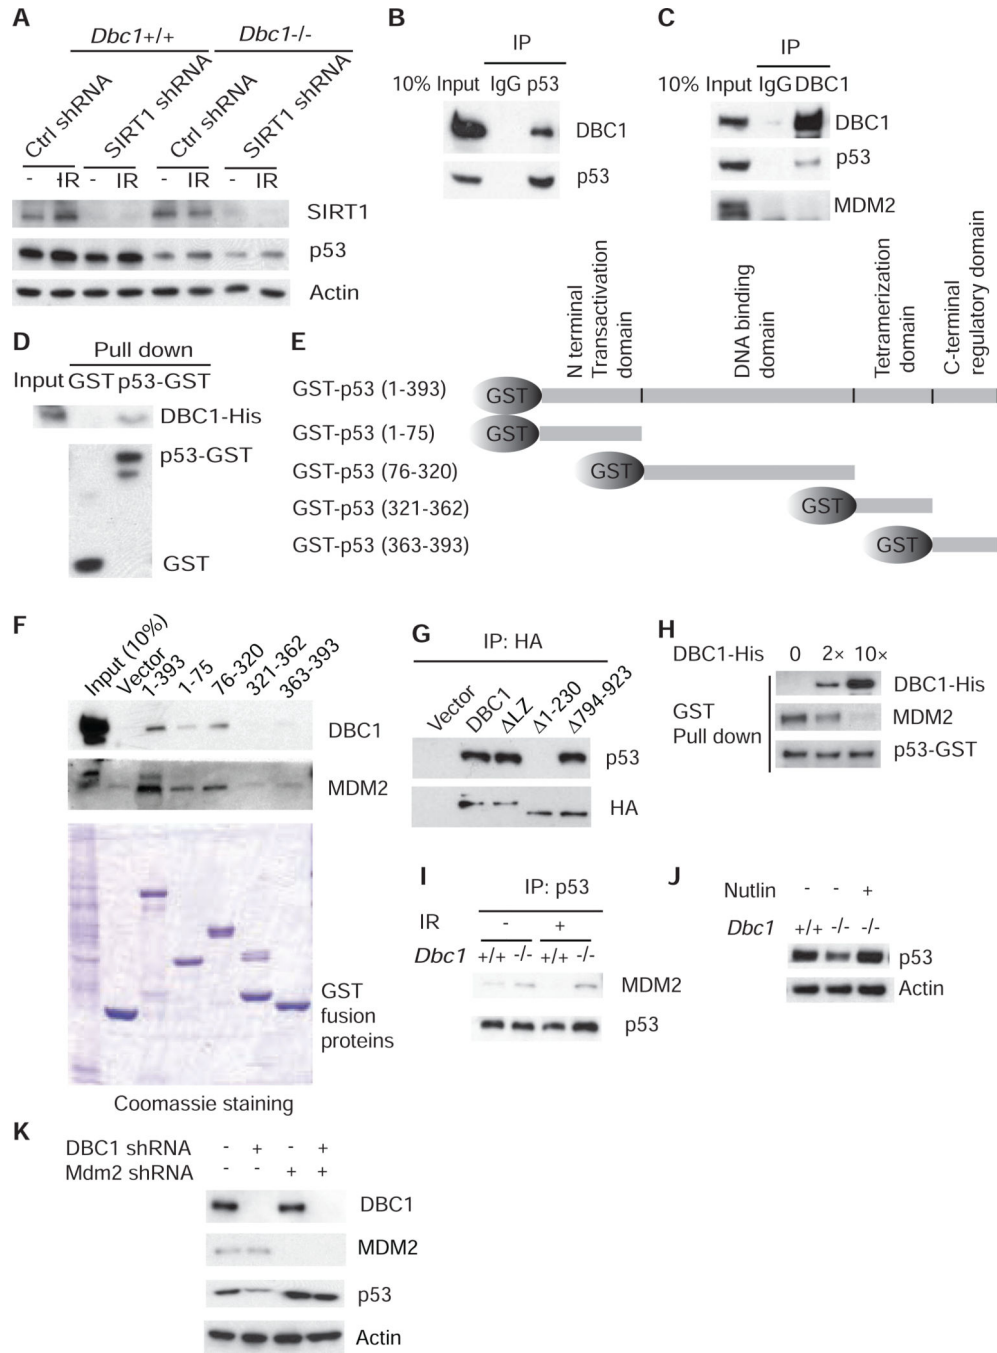 A
Dbc1+/+ Dbc1-/-
Ctrl shRNA SIRT1 shRNA Ctrl shRNA SIRT1 shRNA
- IR - IR - IR - IR
SIRT1
p53
Actin
B
IP
10% Input IgG p53
DBC1
p53
C
IP
10% Input IgG DBC1
DBC1
p53
MDM2
D
Pull down
Input GST p53-GST
DBC1-His
p53-GST
GST
E
N terminal
Transactivation
domain
DNA binding
domain
Tetramerization
domain
C-terminal
regulatory domain
GST-p53 (1-393) GST
GST-p53 (1-75) GST
GST-p53 (76-320) GST
GST-p53 (321-362) GST
GST-p53 (363-393) GST
F
Input (10%) Vector 1-393 1-75 76-320 321-362 363-393
DBC1
MDM2
GST
fusion
proteins
Coomassie staining
G
IP: HA
Vector DBC1 ΔLZ Δ1-230 Δ794-923
p53
HA
H
DBC1-His 0 2× 10×
GST
Pull down
DBC1-His
MDM2
p53-GST
I
IP: p53
IR - +
Dbc1 +/+ -/- +/+ -/-
MDM2
p53
J
Nutlin - - +
Dbc1 +/+ -/- -/-
p53
Actin
K
DBC1 shRNA - + - +
Mdm2 shRNA - - + +
DBC1
MDM2
p53
Actin